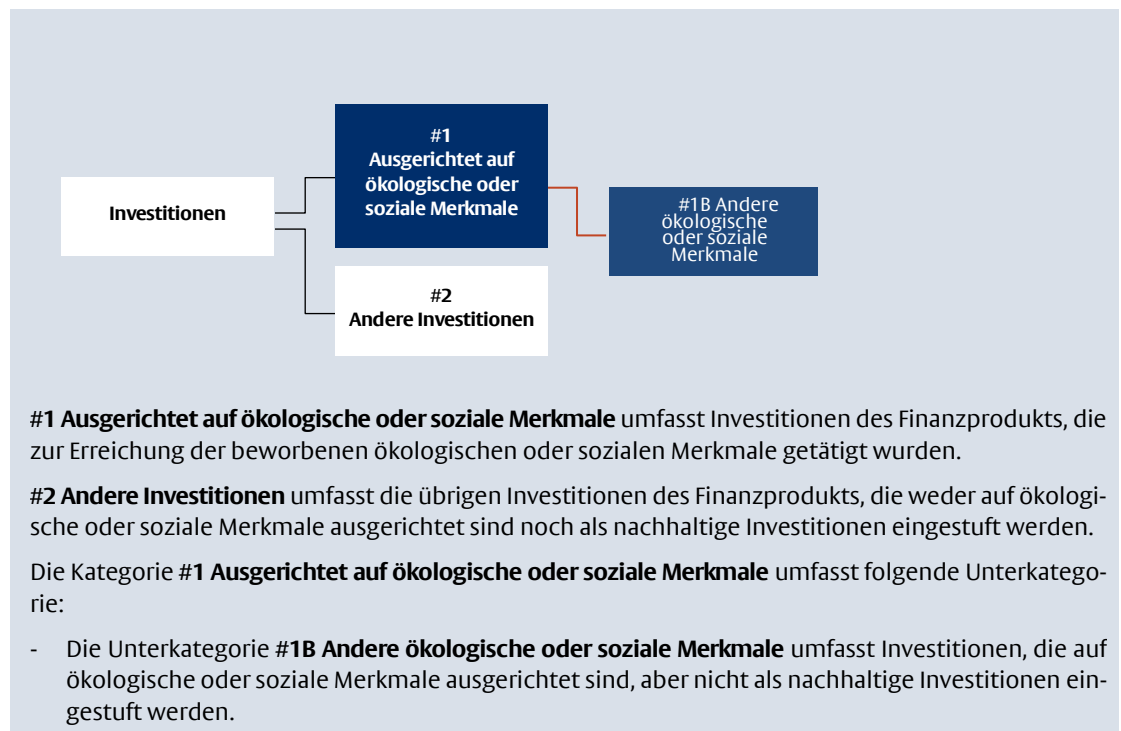 #1
Ausgerichtet auf
ökologische oder
soziale Merkmale
Investitionen
#1B Andere
ökologische
oder soziale
Merkmale
#2
Andere Investitionen
#1 Ausgerichtet auf ökologische oder soziale Merkmale umfasst Investitionen des Finanzprodukts, die
zur Erreichung der beworbenen ökologischen oder sozialen Merkmale getätigt wurden.
#2 Andere Investitionen umfasst die übrigen Investitionen des Finanzprodukts, die weder auf ökologi-
sche oder soziale Merkmale ausgerichtet sind noch als nachhaltige Investitionen eingestuft werden.
Die Kategorie #1 Ausgerichtet auf ökologische oder soziale Merkmale umfasst folgende Unterkatego-
rie:
- Die Unterkategorie #1B Andere ökologische oder soziale Merkmale umfasst Investitionen, die auf
ökologische oder soziale Merkmale ausgerichtet sind, aber nicht als nachhaltige Investitionen ein-
gestuft werden.